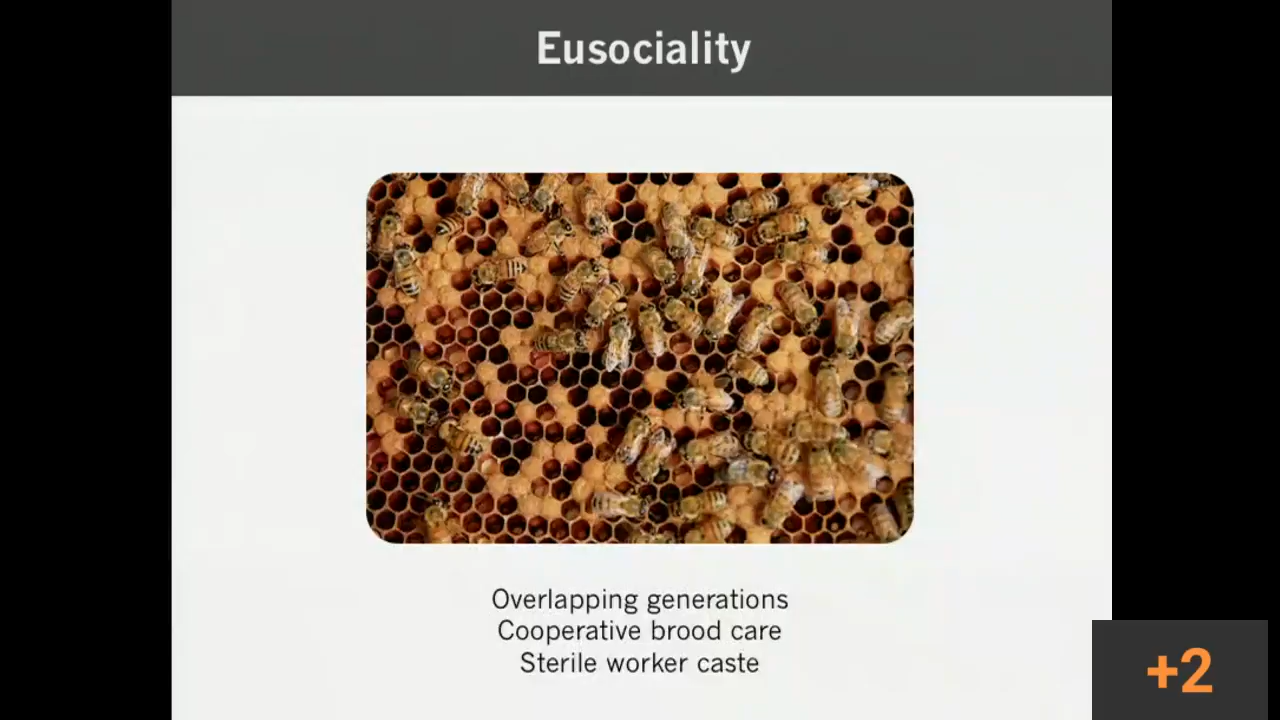 Eusociality
Overlapping generations
Cooperative brood care
Sterile worker caste
+2